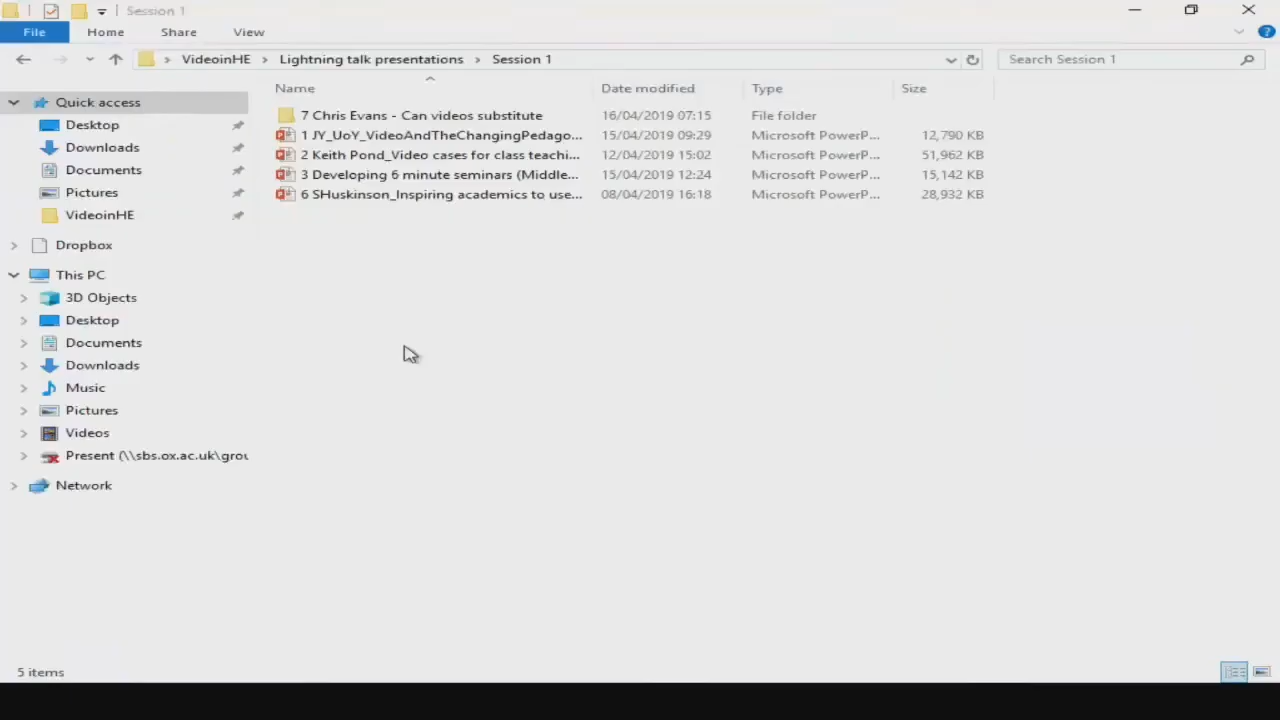 Session 1
File Home Share View
VideoinHE Lightning talk presentations Session 1 Search Session 1
Name Date modified Type Size
Quick access
Desktop
Downloads
Documents
Pictures
VideoinHE
Dropbox
This PC
3D Objects
Desktop
Documents
Downloads
Music
Pictures
Videos
Present (\\sbs.ox.ac.uk\grou
Network
7 Chris Evans - Can videos substitute 16/04/2019 07:15 File folder
1 JY_UoY_VideoAndTheChangingPedago... 15/04/2019 09:29 Microsoft PowerP... 12,790 KB
2 Keith Pond_Video cases for class teachi... 12/04/2019 15:02 Microsoft PowerP... 51,962 KB
3 Developing 6 minute seminars (Middle... 15/04/2019 12:24 Microsoft PowerP... 15,142 KB
6 SHuskinson_Inspiring academics to use... 08/04/2019 16:18 Microsoft PowerP... 28,932 KB
5 items